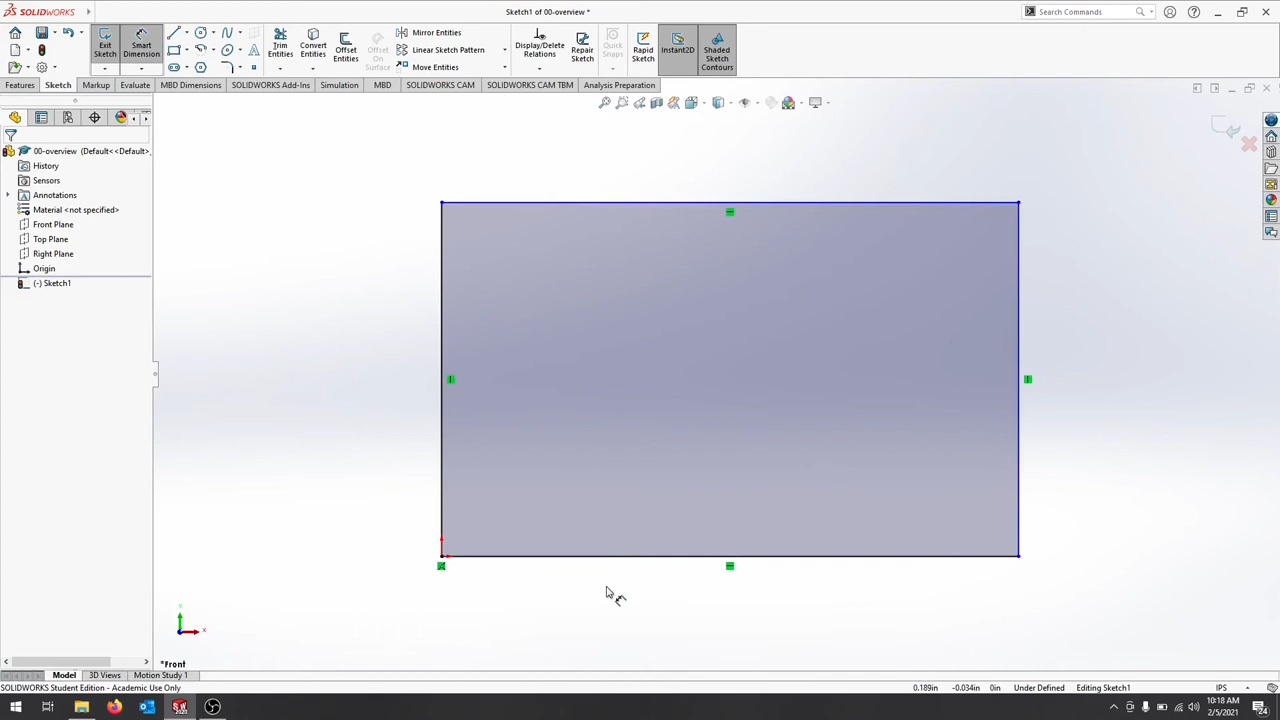 SOLIDWORKS
Sketch1 of 00-overview *
Search Commands
Exit Sketch
Smart Dimension
Trim Entities
Convert Entities
Offset Entities
Offset On Surface
Mirror Entities
Linear Sketch Pattern
Move Entities
Display/Delete Relations
Repair Sketch
Quick Snaps
Rapid Sketch
Instant2D
Shaded Sketch Contours
Features
Sketch
Markup
Evaluate
MBD Dimensions
SOLIDWORKS Add-Ins
Simulation
MBD
SOLIDWORKS CAM
SOLIDWORKS CAM TBM
Analysis Preparation
00-overview (Default<<Default>_
History
Sensors
Annotations
Material <not specified>
Front Plane
Top Plane
Right Plane
Origin
(-) Sketch1
Y
X
*Front
Model
3D Views
Motion Study 1
SOLIDWORKS Student Edition - Academic Use Only
0.189in
-0.034in
0in
Under Defined
Editing Sketch1
IPS
10:18 AM
2/5/2021
24